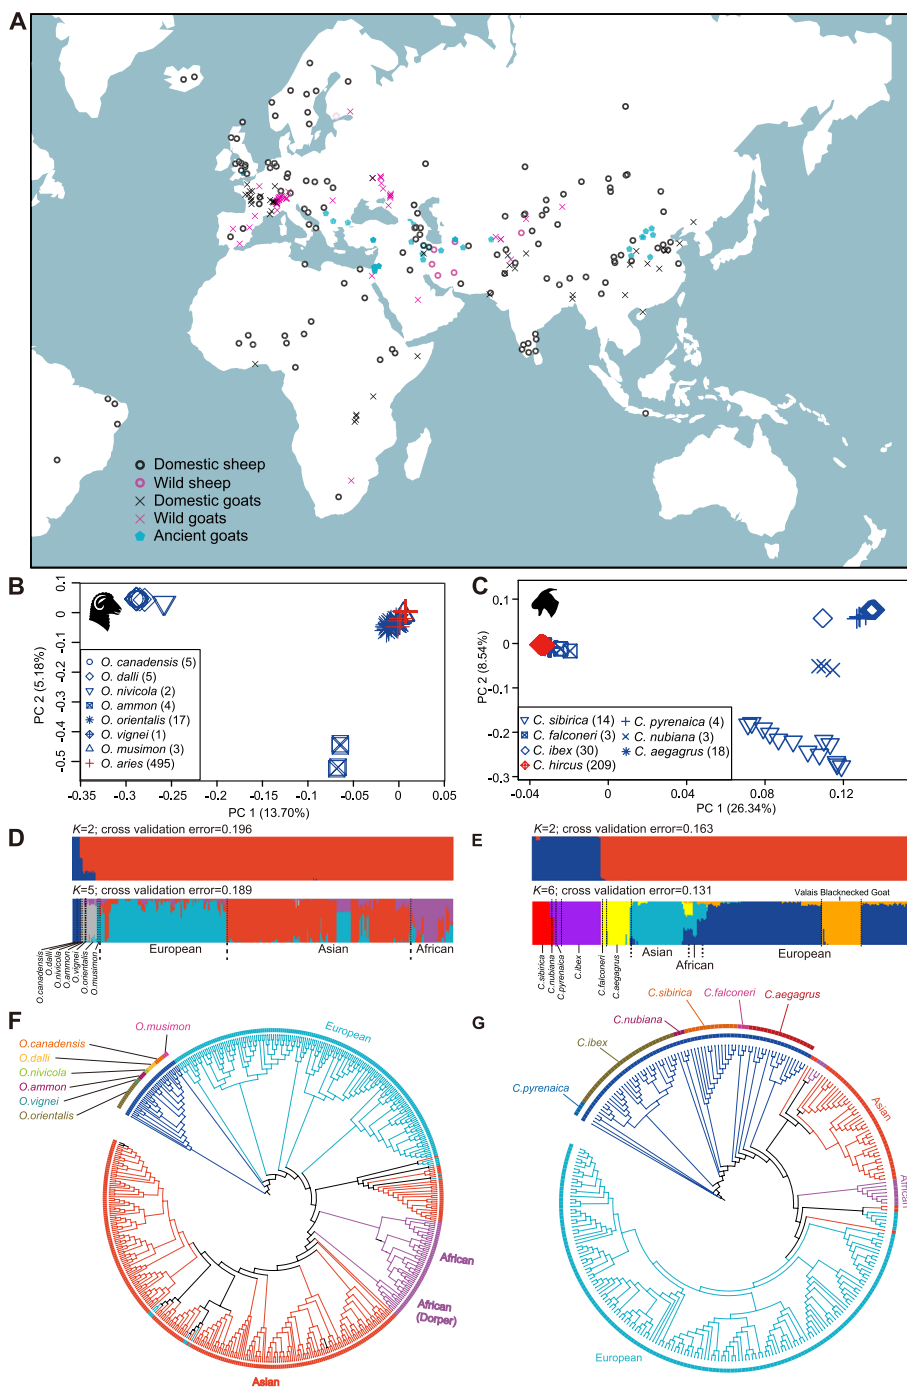 A
Domestic sheep
Wild sheep
Domestic goats
Wild goats
Ancient goats
B
0.1
0
-0.1
-0.2
-0.3
-0.4
-0.5
PC 2 (5.18%)
O. canadensis (5)
O. dalli (5)
O. nivicola (2)
O. ammon (4)
O. orientalis (17)
O. vignei (1)
O. musimon (3)
O. aries (495)
-0.35 -0.3 -0.25 -0.2 -0.15 -0.1 -0.05 0 0.05
PC 1 (13.70%)
C
0.1
0
-0.1
-0.2
-0.3
PC 2 (8.54%)
C. sibirica (14) C. pyrenaica (4)
C. falconeri (3) C. nubiana (3)
C. ibex (30) C. aegagrus (18)
C. hircus (209)
-0.04 0 0.04 0.08 0.12
PC 1 (26.34%)
D
K=2; cross validation error=0.196
K=5; cross validation error=0.189
O.canadensis
O.dalli
O.nivicola
O.ammon
O.vignei
O.orientalis
O.musimon
European
Asian
African
E
K=2; cross validation error=0.163
K=6; cross validation error=0.131
Valais Blacknecked Goat
C.sibirica
C.nubiana
C.pyrenaica
C.ibex
C.falconeri
C.aegagrus
Asian
African
European
F
O.musimon
O.canadensis
O.dalli
O.nivicola
O.ammon
O.vignei
O.orientalis
European
African
African
(Dorper)
Asian
G
C.sibirica
C.falconeri
C.nubiana
C.aegagrus
C.ibex
C.pyrenaica
Asian
African
European